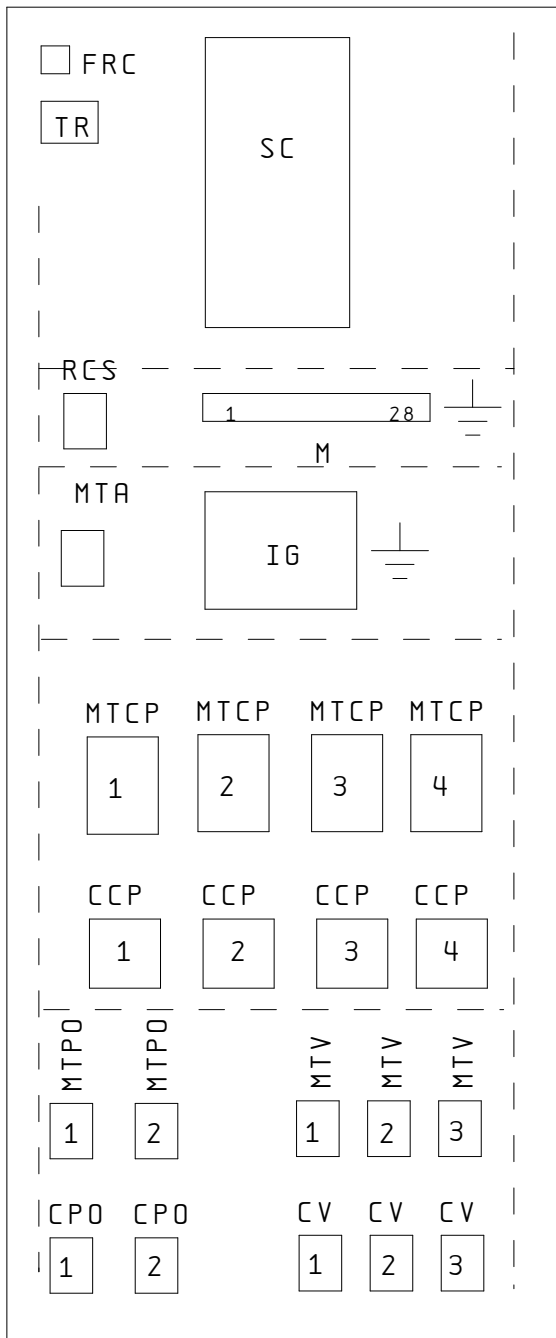 FRC
TR
SC
RCS
1 28
M
MTA
IG
MTCP MTCP MTCP MTCP
1 2 3 4
CCP CCP CCP CCP
1 2 3 4
MTPO MTPO MTV MTV MTV
1 2 1 2 3
CPO CPO CV CV CV
1 2 1 2 3